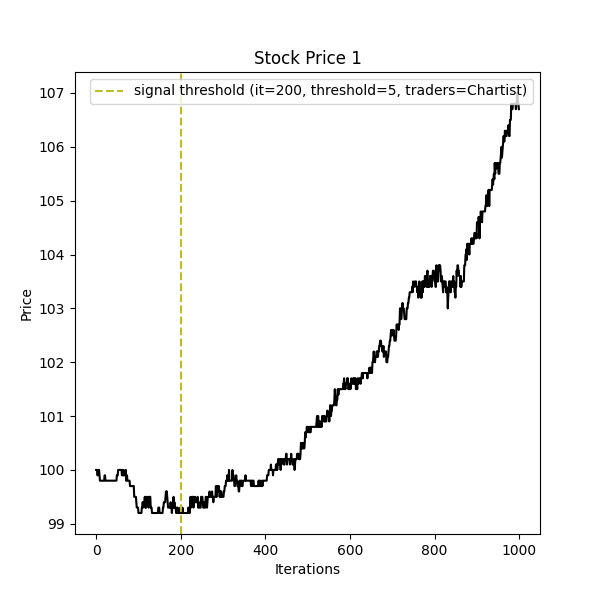 Stock Price 1
signal threshold (it=200, threshold=5, traders=Chartist)
107
106
105
104
103
102
101
100
99
Price
0 200 400 600 800 1000
Iterations